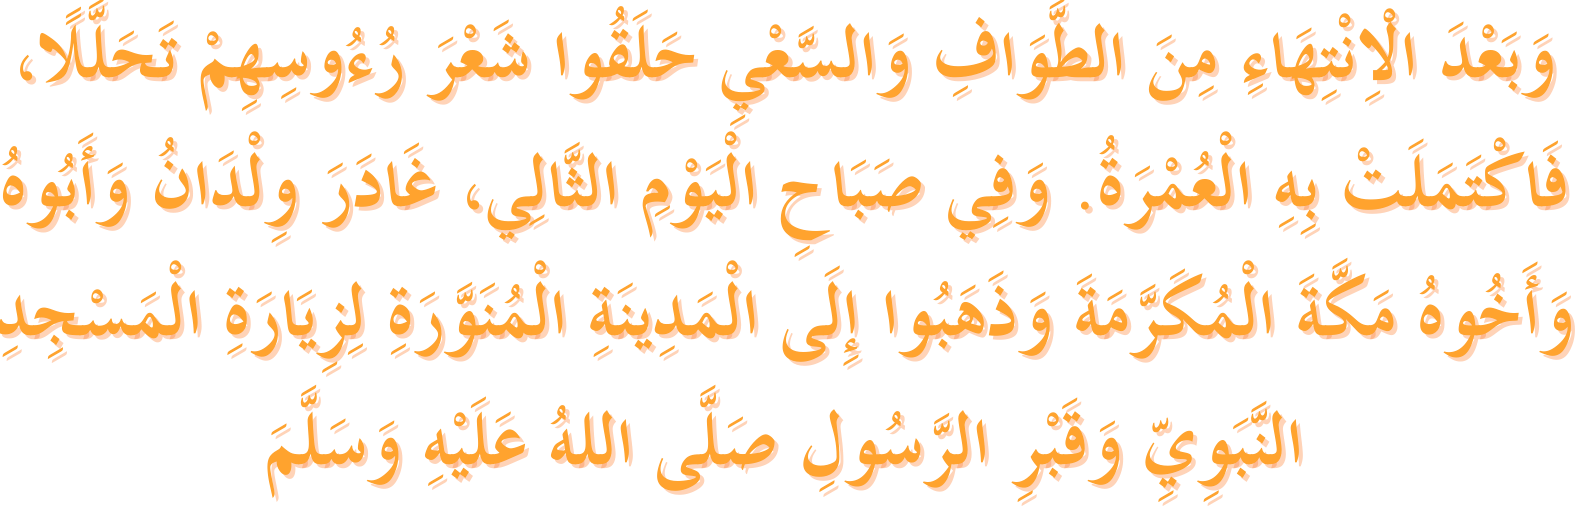 وَبَعْدَ الْاِنْتِهَاءِ مِنَ الطَّوَافِ وَالسَّعْيِ حَلَقُوا شَعْرَ رُءُوسِهِمْ تَحَلُّلًا،
فَاكْتَمَلَتْ بِهِ الْعُمْرَةُ. وَفِي صَبَاحِ الْيَوْمِ الثَّالِي، غَادَرَ وِلْدَانُ وَأَبُوهُ
وَأَخُوهُ مَكَّةَ الْمُكَرَّمَةَ وَذَهَبُوا إِلَى الْمَدِينَةِ الْمُنَوَّرَةِ لِزِيَارَةِ الْمَسْجِدِ
النَّبَوِيِّ وَقَبْرِ الرَّسُولِ صَلَّى اللهُ عَلَيْهِ وَسَلَّمَ